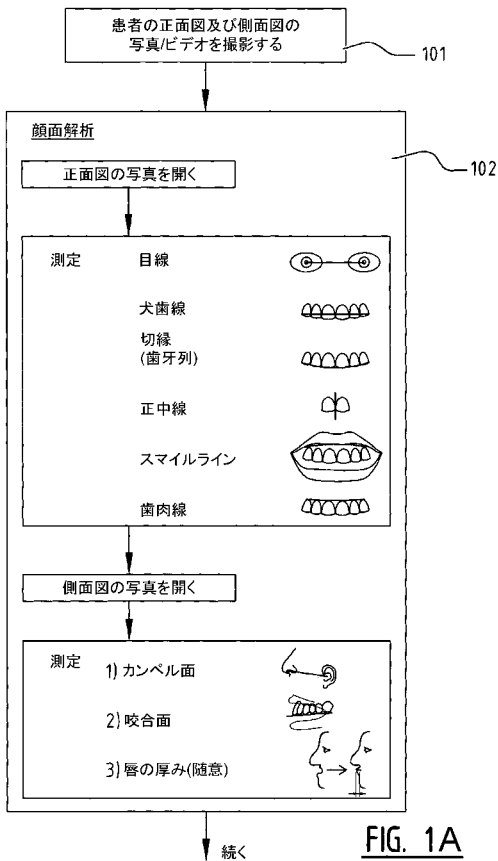 患者の正面図及び側面図の
写真/ビデオを撮影する
101
顔面解析
102
正面図の写真を開く
測定 目線
犬歯線
切縁
(歯牙列)
正中線
スマイルライン
歯肉線
側面図の写真を開く
測定 1) カンペル面
2) 咬合面
3) 唇の厚み(随意)
続く
FIG. 1A